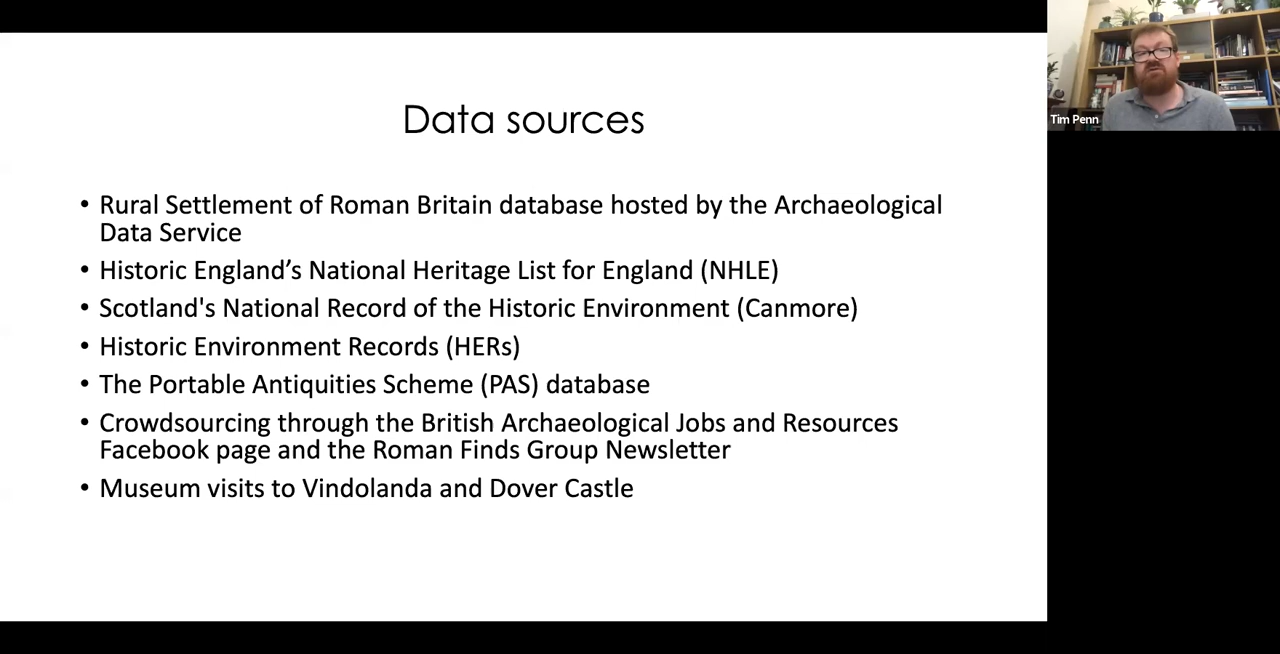 Data sources
• Rural Settlement of Roman Britain database hosted by the Archaeological
Data Service
• Historic England’s National Heritage List for England (NHLE)
• Scotland's National Record of the Historic Environment (Canmore)
• Historic Environment Records (HERs)
• The Portable Antiquities Scheme (PAS) database
• Crowdsourcing through the British Archaeological Jobs and Resources
Facebook page and the Roman Finds Group Newsletter
• Museum visits to Vindolanda and Dover Castle
Tim Penn